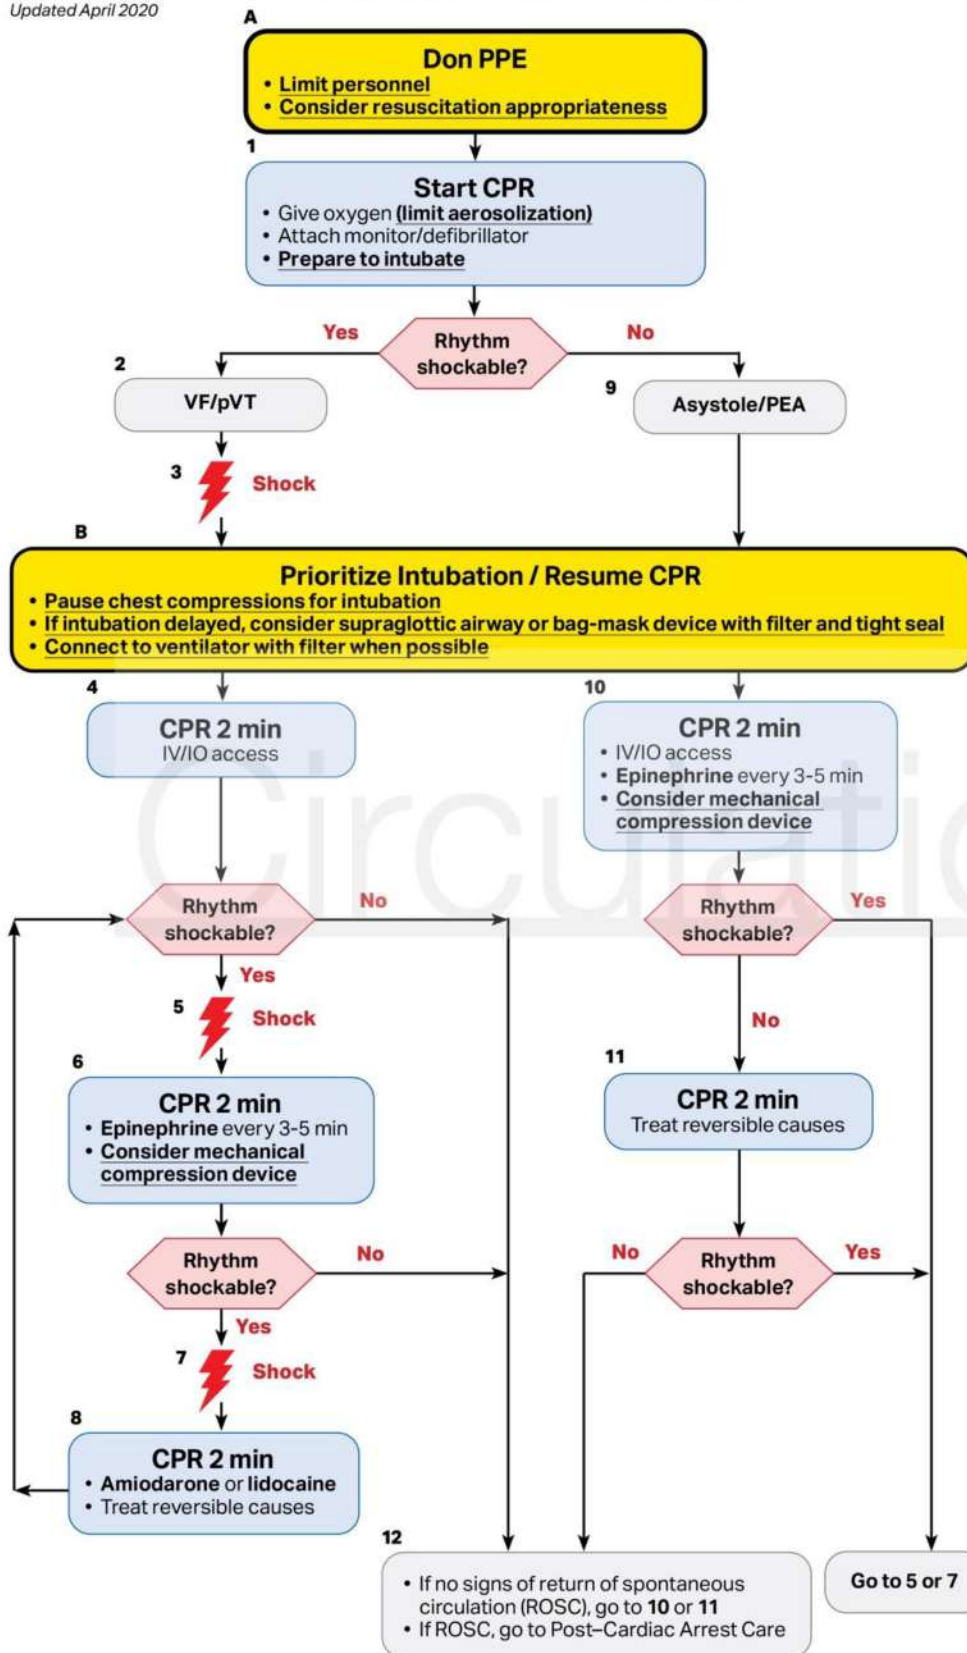 Updated April 2020
A
Don PPE
• Limit personnel
• Consider resuscitation appropriateness
1
Start CPR
• Give oxygen (limit aerosolization)
• Attach monitor/defibrillator
• Prepare to intubate
Yes
Rhythm
shockable?
No
2
VF/pVT
9
Asystole/PEA
3
Shock
B
Prioritize Intubation / Resume CPR
• Pause chest compressions for intubation
• If intubation delayed, consider supraglottic airway or bag-mask device with filter and tight seal
• Connect to ventilator with filter when possible
4
CPR 2 min
IV/IO access
10
CPR 2 min
• IV/IO access
• Epinephrine every 3-5 min
• Consider mechanical
compression device
Circulatio
Rhythm
shockable?
No
Yes
5
Shock
6
CPR 2 min
• Epinephrine every 3-5 min
• Consider mechanical
compression device
Rhythm
shockable?
No
Yes
7
Shock
8
CPR 2 min
• Amiodarone or lidocaine
• Treat reversible causes
Rhythm
shockable?
Yes
No
11
CPR 2 min
Treat reversible causes
No
Rhythm
shockable?
Yes
12
• If no signs of return of spontaneous
circulation (ROSC), go to 10 or 11
• If ROSC, go to Post–Cardiac Arrest Care
Go to 5 or 7